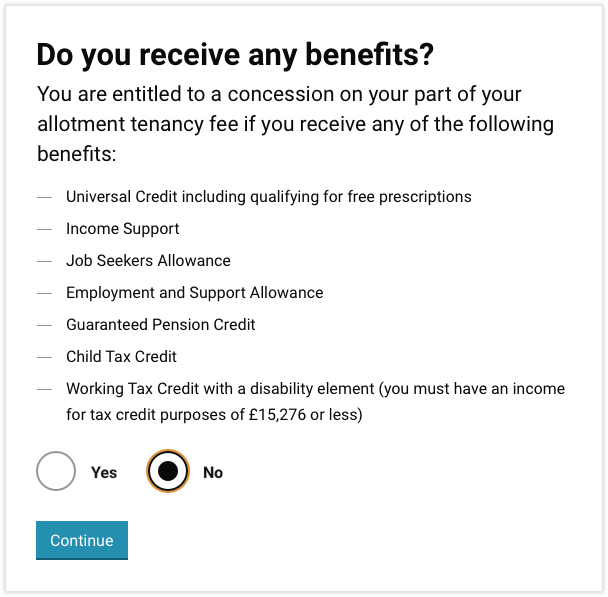 Do you receive any benefits?
You are entitled to a concession on your part of your
allotment tenancy fee if you receive any of the following
benefits:
— Universal Credit including qualifying for free prescriptions
— Income Support
— Job Seekers Allowance
— Employment and Support Allowance
— Guaranteed Pension Credit
— Child Tax Credit
— Working Tax Credit with a disability element (you must have an income
for tax credit purposes of £15,276 or less)
Yes No
Continue